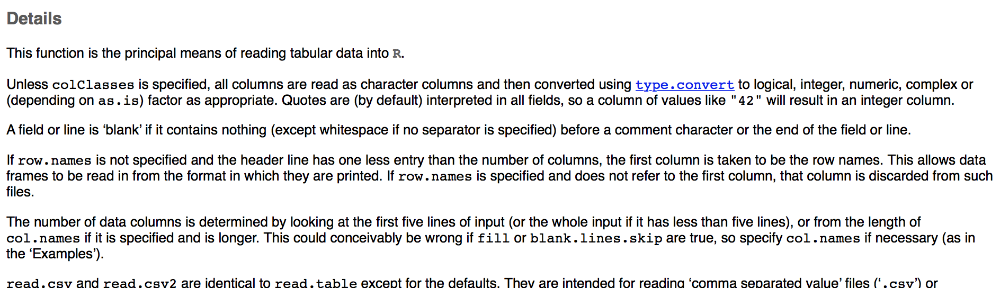 Details
This function is the principal means of reading tabular data into R.
Unless colClasses is specified, all columns are read as character columns and then converted using type.convert to logical, integer, numeric, complex or
(depending on as.is) factor as appropriate. Quotes are (by default) interpreted in all fields, so a column of values like "42" will result in an integer column.
A field or line is ‘blank’ if it contains nothing (except whitespace if no separator is specified) before a comment character or the end of the field or line.
If row.names is not specified and the header line has one less entry than the number of columns, the first column is taken to be the row names. This allows data
frames to be read in from the format in which they are printed. If row.names is specified and does not refer to the first column, that column is discarded from such
files.
The number of data columns is determined by looking at the first five lines of input (or the whole input if it has less than five lines), or from the length of
col.names if it is specified and is longer. This could conceivably be wrong if fill or blank.lines.skip are true, so specify col.names if necessary (as in
the ‘Examples’).
read.csv and read.csv2 are identical to read.table except for the defaults. They are intended for reading ‘comma separated value’ files (‘.csv’) or